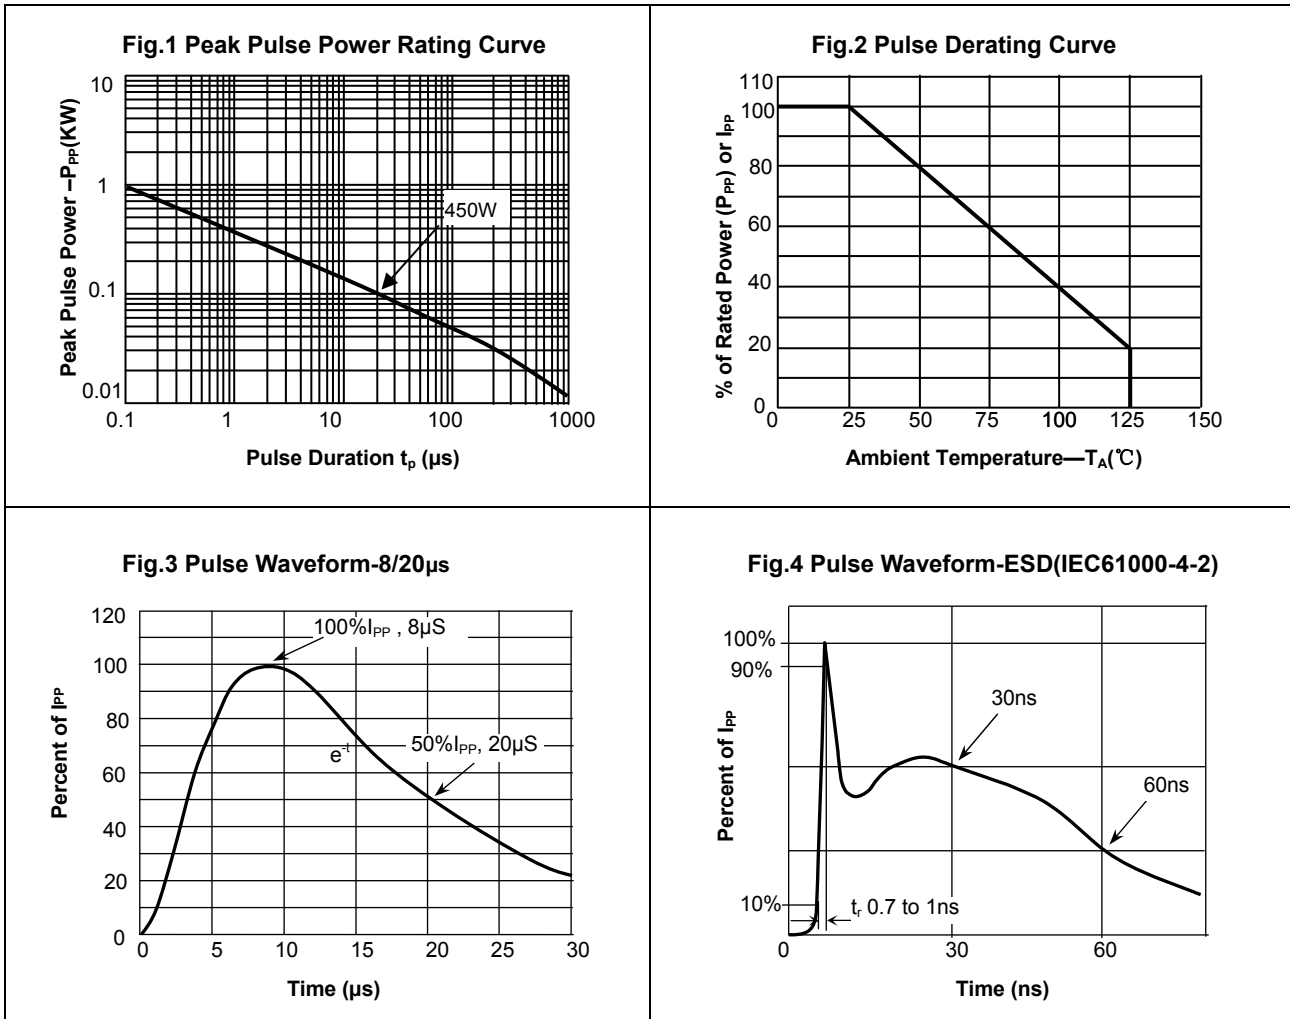 Fig.1 Peak Pulse Power Rating Curve
Peak Pulse Power –PPP(KW)
10
1
0.1
0.01
450W
0.1 1 10 100 1000
Pulse Duration tp (µs)
Fig.2 Pulse Derating Curve
% of Rated Power (PPP) or IPP
110
100
80
60
40
20
0
0 25 50 75 100 125 150
Ambient Temperature—TA(℃)
Fig.3 Pulse Waveform-8/20µs
Percent of IPP
120
100
80
60
40
20
0
100%IPP , 8µS
e-t
50%IPP, 20µS
0 5 10 15 20 25 30
Time (µs)
Fig.4 Pulse Waveform-ESD(IEC61000-4-2)
Percent of IPP
100%
90%
10%
30ns
60ns
tr 0.7 to 1ns
0 30 60
Time (ns)